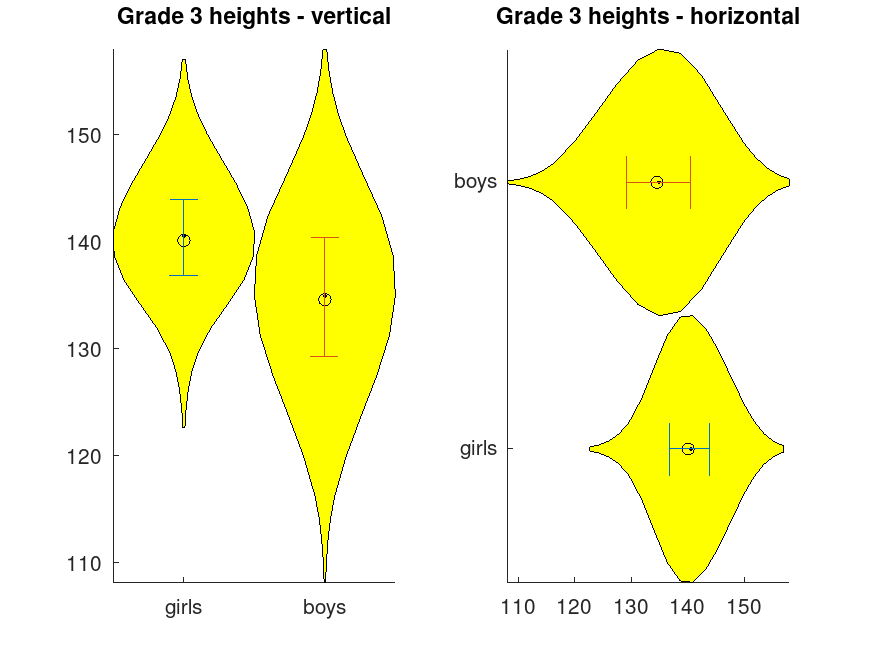 Grade 3 heights - vertical
150
140
130
120
110
girls boys
Grade 3 heights - horizontal
boys
girls
110 120 130 140 150